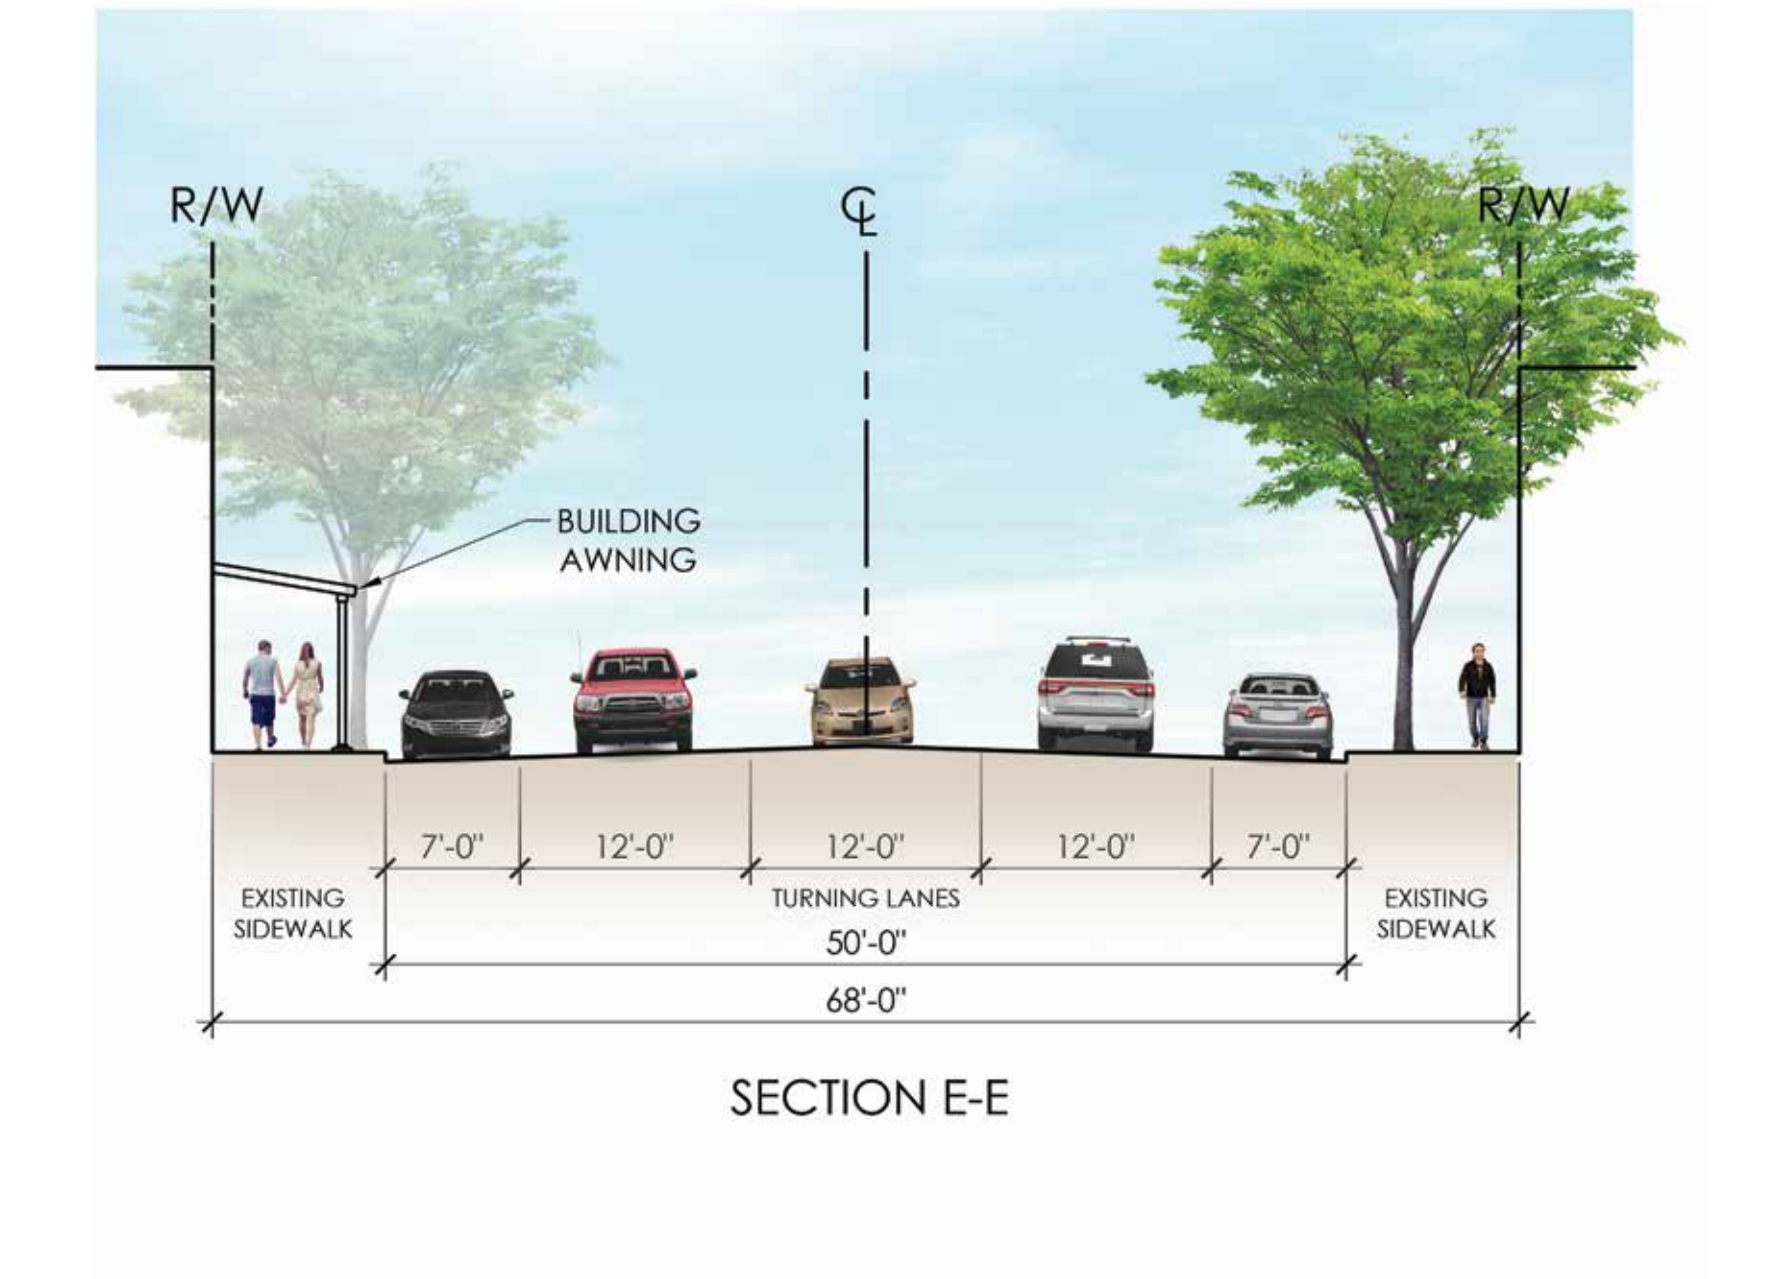 R/W
℄
R/W
BUILDING
AWNING
7'-0"
12'-0"
12'-0"
12'-0"
7'-0"
EXISTING
SIDEWALK
TURNING LANES
EXISTING
SIDEWALK
50'-0"
68'-0"
SECTION E-E